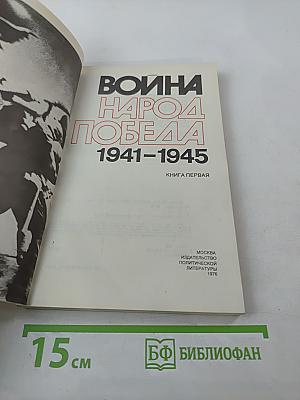 ВОЙНА
НАРОД
ПОБЕДА
1941–1945
КНИГА ПЕРВАЯ
МОСКВА
ИЗДАТЕЛЬСТВО
ПОЛИТИЧЕСКОЙ
ЛИТЕРАТУРЫ
1976
15 см
БФ БИБЛИОФАН